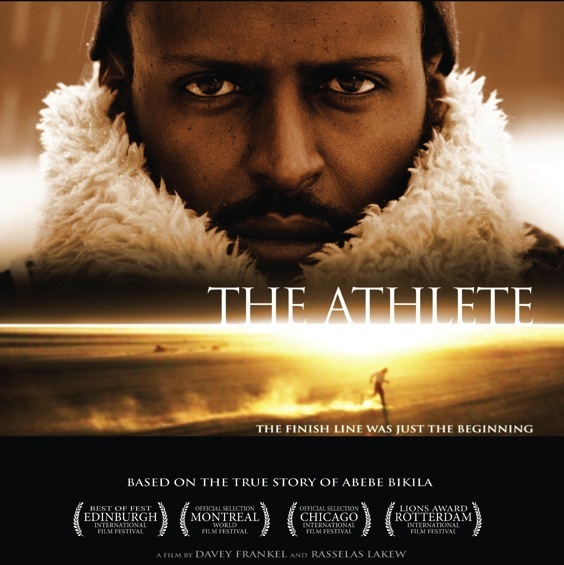 THE ATHLETE
THE FINISH LINE WAS JUST THE BEGINNING
BASED ON THE TRUE STORY OF ABEBE BIKILA
BEST OF FEST
EDINBURGH
INTERNATIONAL
FILM FESTIVAL
OFFICIAL SELECTION
MONTREAL
WORLD
FILM FESTIVAL
OFFICIAL SELECTION
CHICAGO
INTERNATIONAL
FILM FESTIVAL
LIONS AWARD
ROTTERDAM
INTERNATIONAL
FILM FESTIVAL
A FILM BY DAVEY FRANKEL AND RASSELAS LAKEW